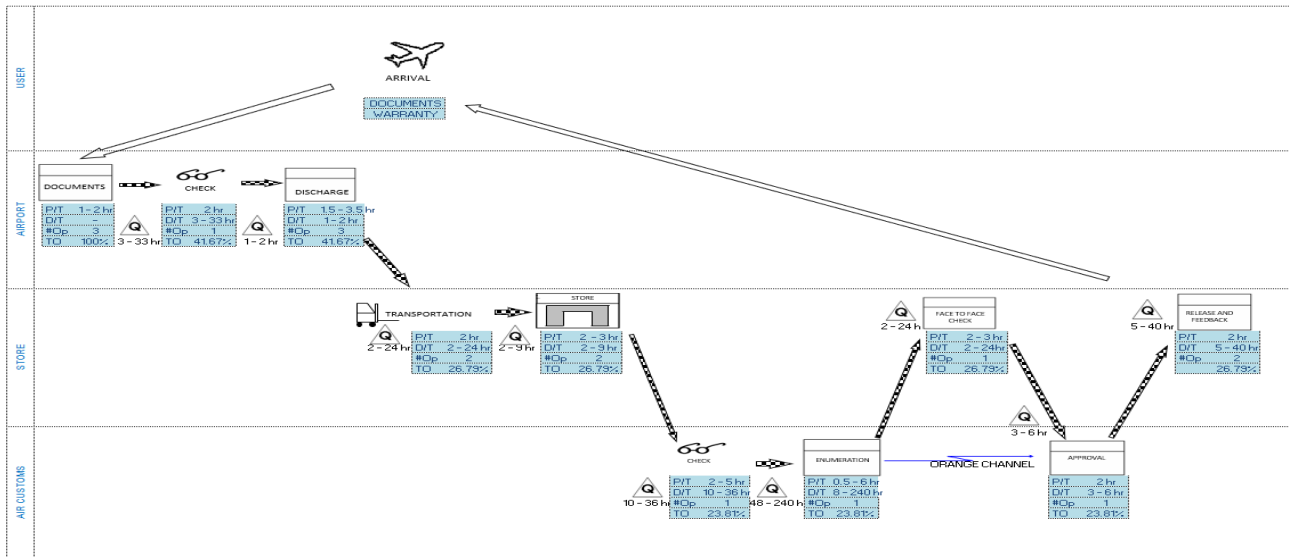 USER
ARRIVAL
DOCUMENTS
WARRANTY
AIRPORT
DOCUMENTS
P/T 1 - 2 hr
D/T -
#Op 3
TO 100%
Q
3 - 33 hr
CHECK
P/T 2 hr
D/T 3 - 33 hr
#Op 1
TO 41.67%
Q
1 - 2 hr
DISCHARGE
P/T 1.5 - 3.5 hr
D/T 1 - 2 hr
#Op 3
TO 41.67%
STORE
TRANSPORTATION
Q
2 - 24 hr
P/T 2 hr
D/T 2 - 24 hr
#Op 2
TO 26.79%
Q
2 - 9 hr
STORE
P/T 2 - 3 hr
D/T 2 - 9 hr
#Op 2
TO 26.79%
Q
2 - 24 h
FACE TO FACE
CHECK
P/T 2 - 3 hr
D/T 2 - 24hr
#Op 1
TO 26.79%
Q
5 - 40 hr
RELEASE AND
FEEDBACK
P/T 2 hr
D/T 5 - 40 hr
#Op 2
26.79%
AIR CUSTOMS
Q
10 - 36 hr
CHECK
P/T 2 - 5 hr
D/T 10 - 36 hr
#Op 1
TO 23.81%
Q
48 - 240 h
ENUMERATION
P/T 0.5 - 6 hr
D/T 8 - 240 hr
#Op 1
TO 23.81%
ORANGE CHANNEL
Q
3 - 6 hr
APPROVAL
P/T 2 hr
D/T 3 - 6 hr
#Op 1
TO 23.81%